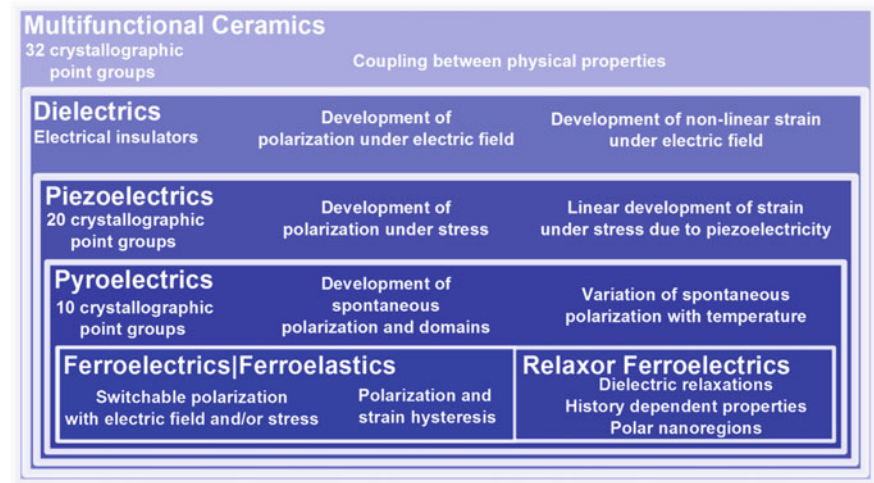 Multifunctional Ceramics
32 crystallographic
point groups
Coupling between physical properties
Dielectrics
Electrical insulators
Development of
polarization under electric field
Development of non-linear strain
under electric field
Piezoelectrics
20 crystallographic
point groups
Development of
polarization under stress
Linear development of strain
under stress due to piezoelectricity
Pyroelectrics
10 crystallographic
point groups
Development of
spontaneous
polarization and domains
Variation of spontaneous
polarization with temperature
Ferroelectrics|Ferroelastics
Switchable polarization
with electric field and/or stress
Polarization and
strain hysteresis
Relaxor Ferroelectrics
Dielectric relaxations
History dependent properties
Polar nanoregions